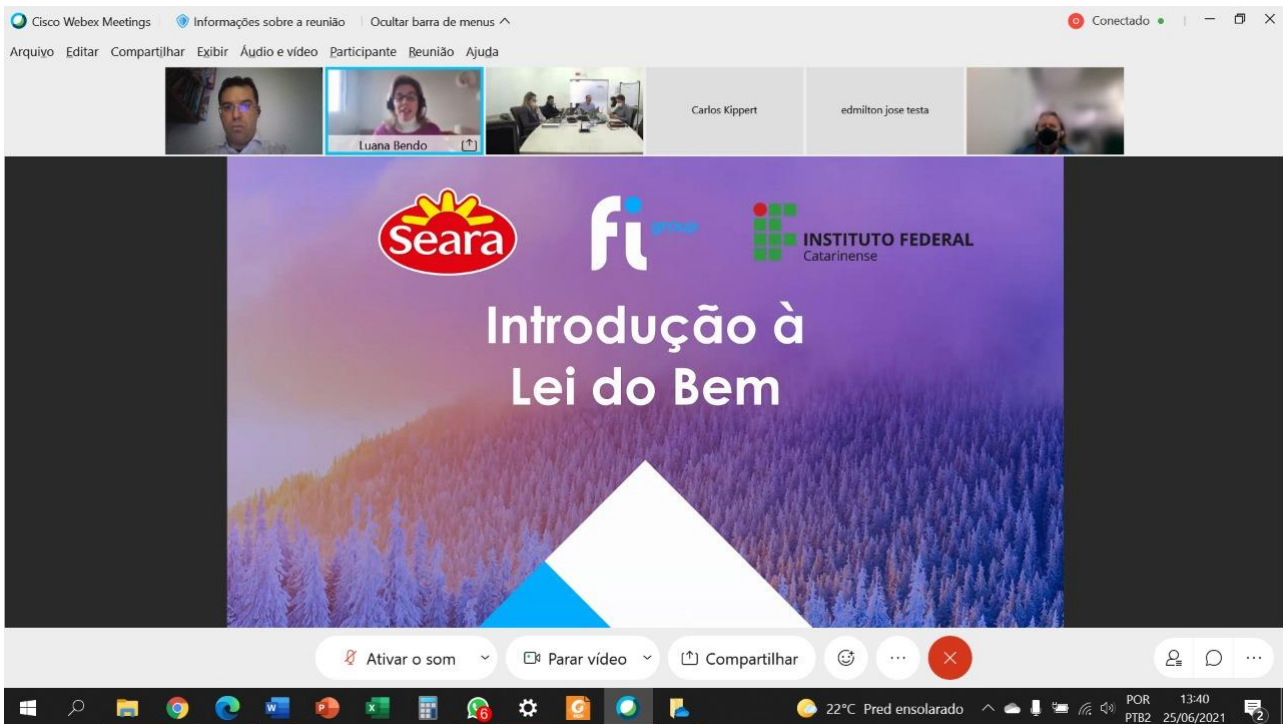 Cisco Webex Meetings Informações sobre a reunião Ocultar barra de menus Conectado
Arquivo Editar Compartilhar Exibir Áudio e vídeo Participante Reunião Ajuda
Luana Bendo
Carlos Kippert
edmilton jose testa
Seara
fi group
INSTITUTO FEDERAL
Catarinense
Introdução à
Lei do Bem
Ativar o som Parar vídeo Compartilhar
22°C Pred ensolarado
POR
PTB2
13:40
25/06/2021